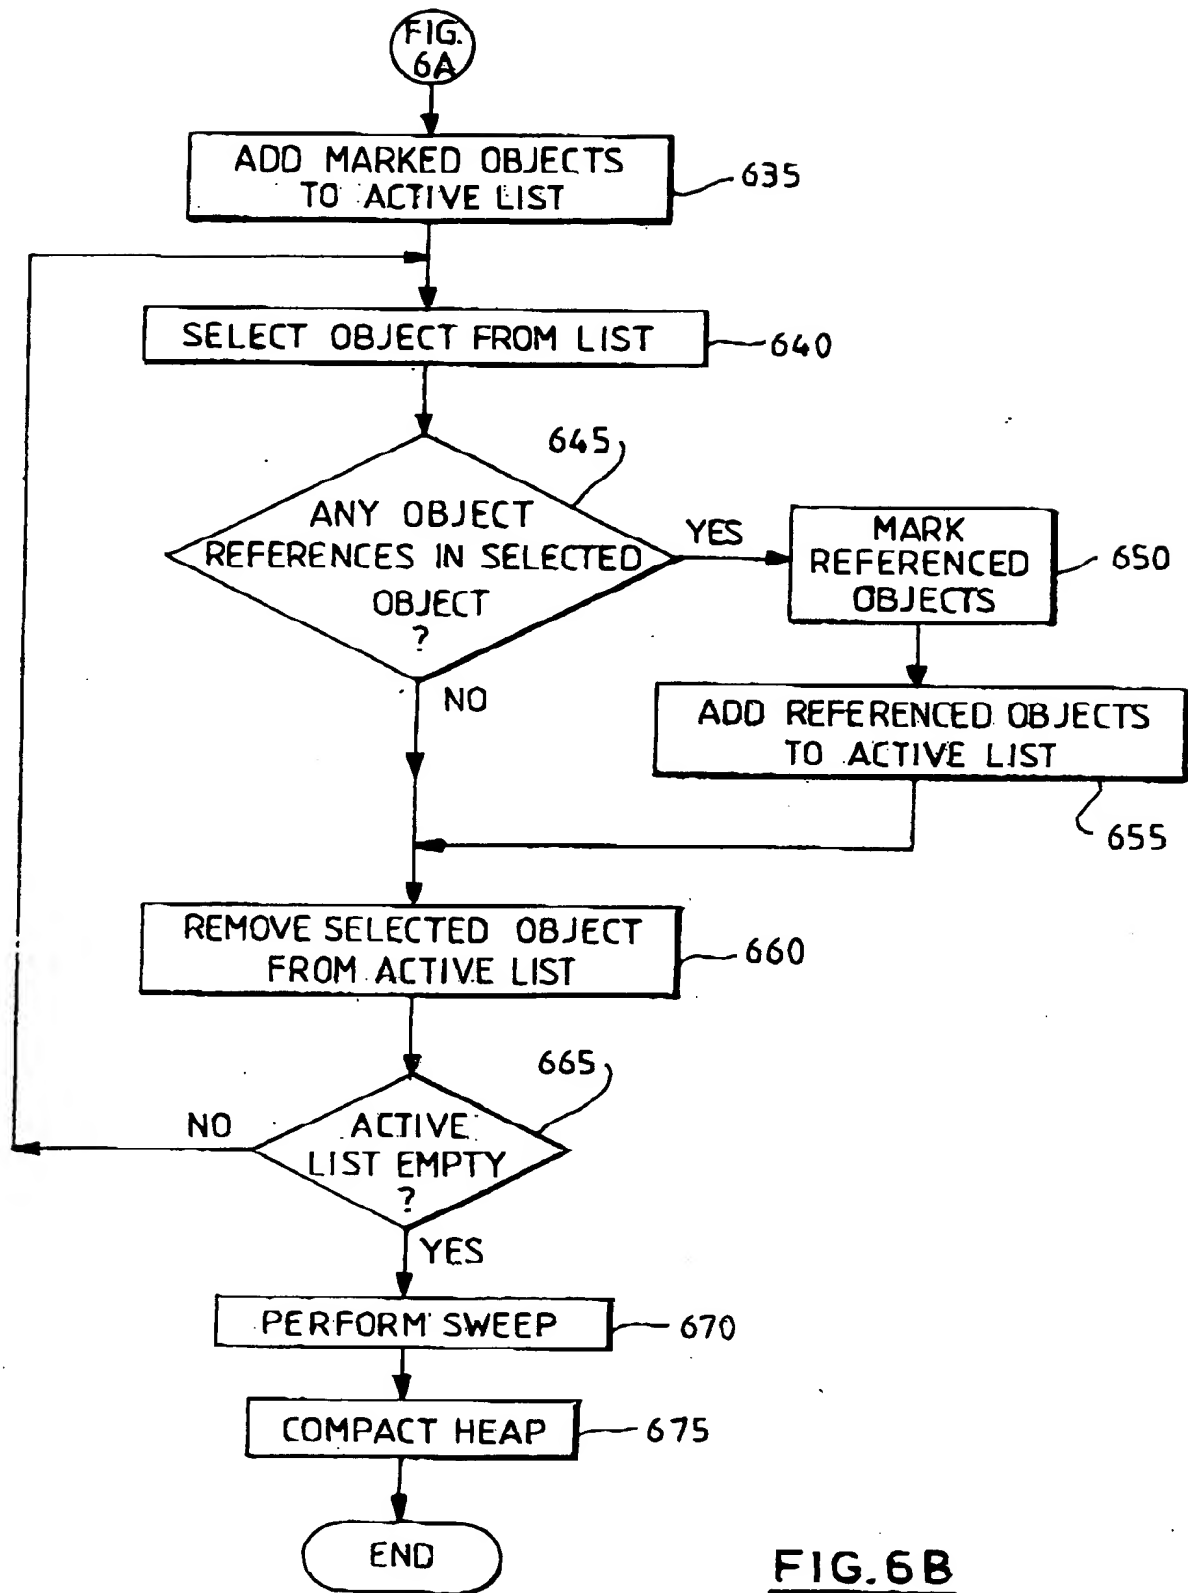 FIG.
6A
ADD MARKED OBJECTS
TO ACTIVE LIST
635
SELECT OBJECT FROM LIST
640
645
ANY OBJECT
REFERENCES IN SELECTED
OBJECT
?
YES
MARK
REFERENCED
OBJECTS
650
NO
ADD REFERENCED OBJECTS
TO ACTIVE LIST
655
REMOVE SELECTED OBJECT
FROM ACTIVE LIST
660
665
NO
ACTIVE
LIST EMPTY
?
YES
PERFORM SWEEP
670
COMPACT HEAP
675
END
FIG.6B